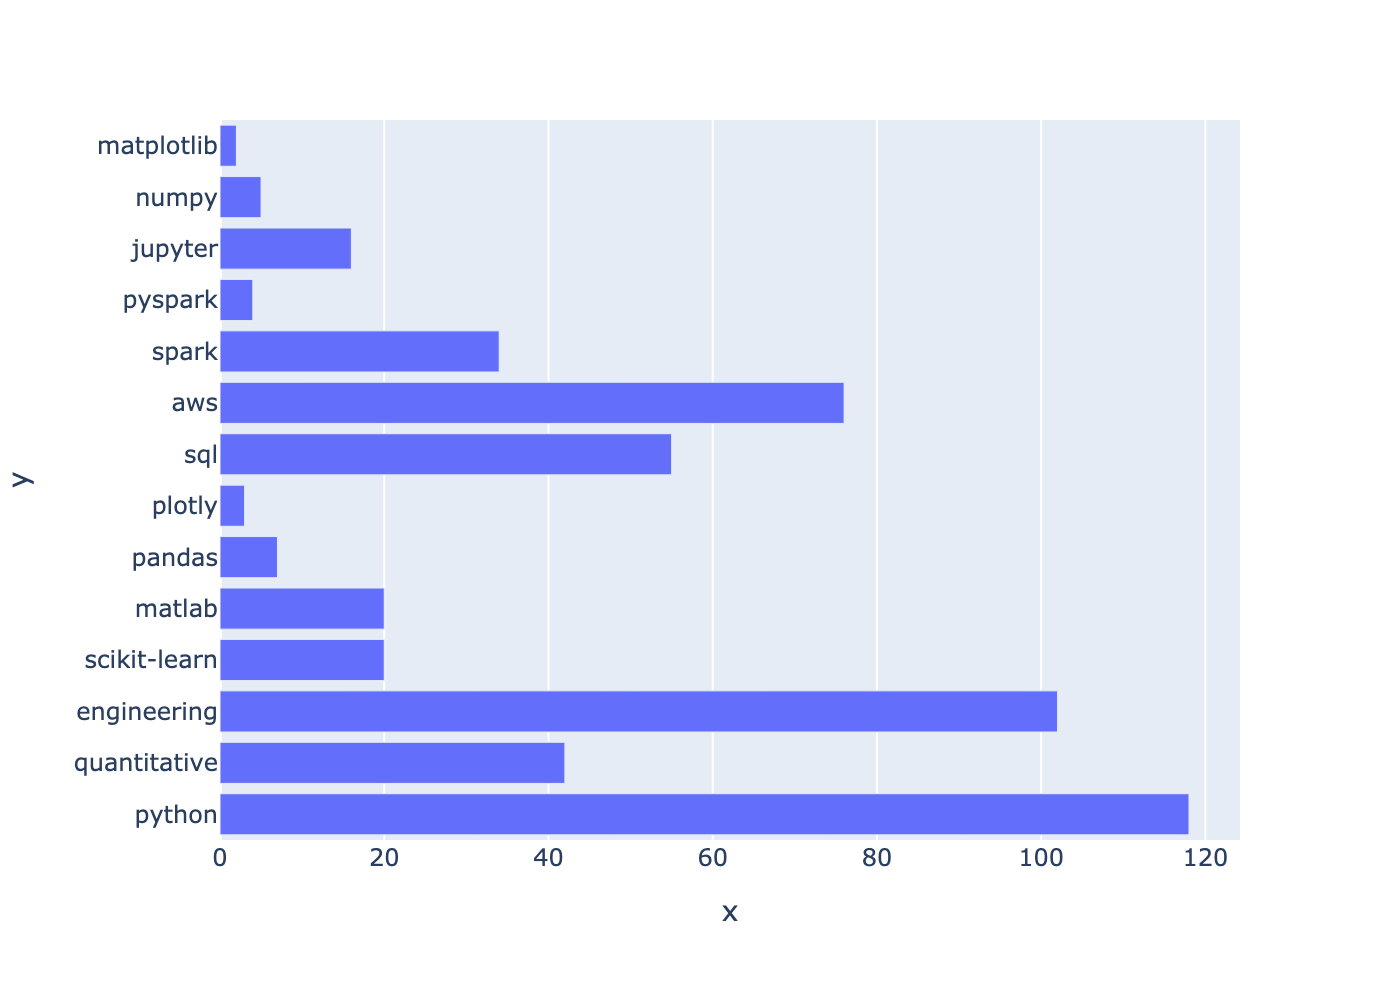 matplotlib
numpy
jupyter
pyspark
spark
aws
sql
plotly
pandas
matlab
scikit-learn
engineering
quantitative
python
y
0 20 40 60 80 100 120
x